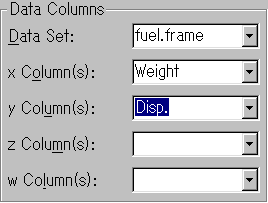 Data Columns
Data Set: fuel.frame
x Column(s): Weight
y Column(s): Disp.
z Column(s):
w Column(s):